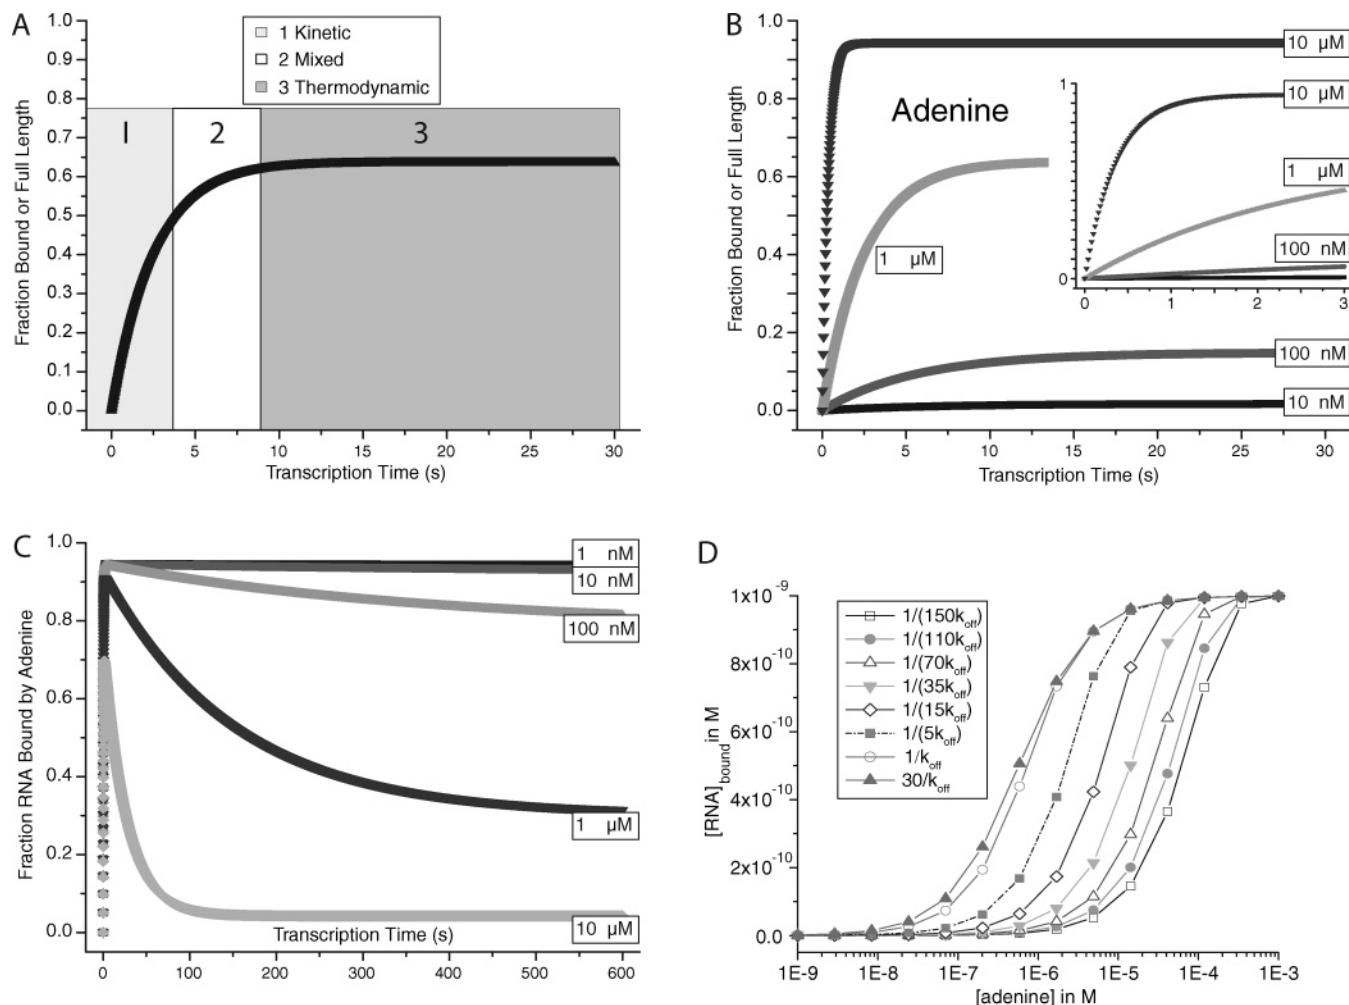 A
1 Kinetic
2 Mixed
3 Thermodynamic
1
2
3
Fraction Bound or Full Length
1.0
0.9
0.8
0.7
0.6
0.5
0.4
0.3
0.2
0.1
0.0
0 5 10 15 20 25 30
Transcription Time (s)
B
Fraction Bound or Full Length
1.0
0.8
0.6
0.4
0.2
0.0
0 5 10 15 20 25 30
Transcription Time (s)
Adenine
10 µM
1 µM
100 nM
10 nM
1
0
0 1 2 3
10 µM
1 µM
100 nM
C
Fraction RNA Bound by Adenine
1.0
0.8
0.6
0.4
0.2
0.0
1 nM
10 nM
100 nM
1 µM
10 µM
Transcription Time (s)
0 100 200 300 400 500 600
D
[RNA]bound in M
1x10-9
8x10-10
6x10-10
4x10-10
2x10-10
0.0
1/(150koff)
1/(110koff)
1/(70koff)
1/(35koff)
1/(15koff)
1/(5koff)
1/koff
30/koff
1E-9 1E-8 1E-7 1E-6 1E-5 1E-4 1E-3
[adenine] in M